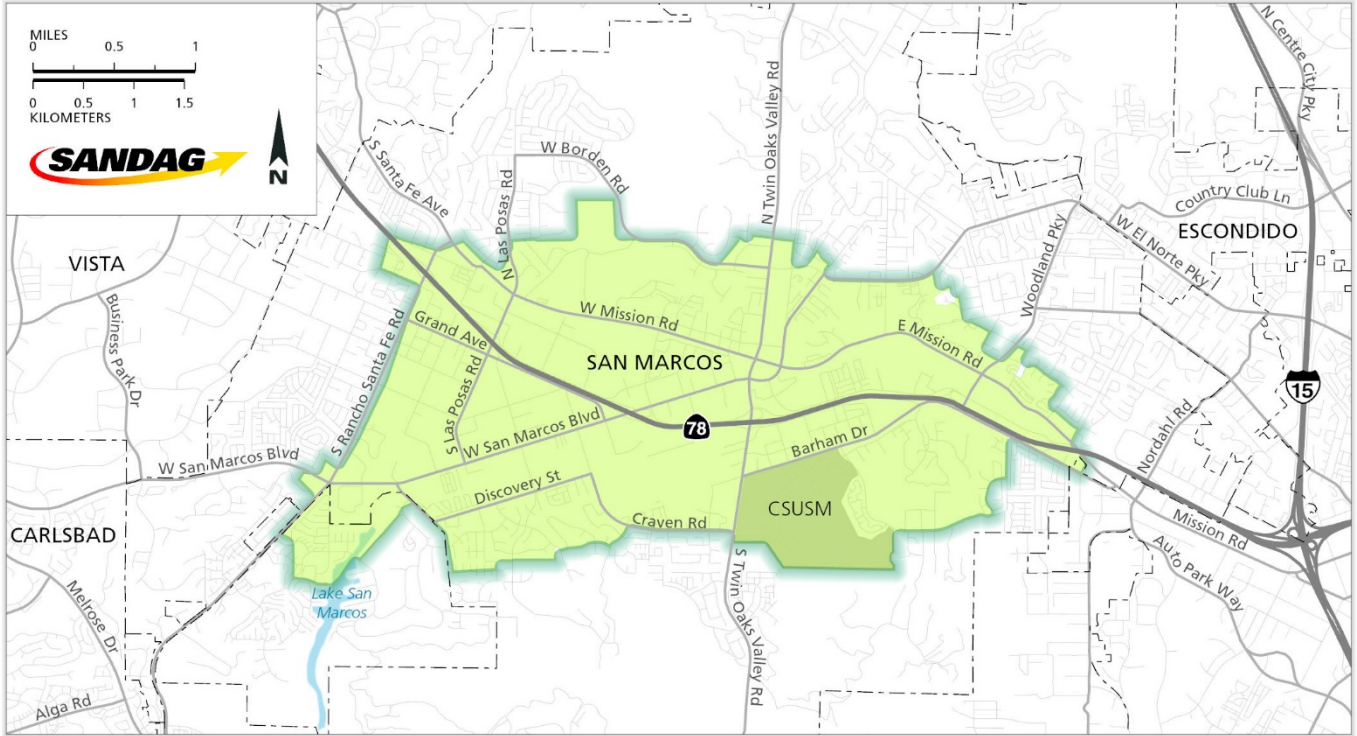 MILES
0 0.5 1
0 0.5 1 1.5
KILOMETERS
SANDAG
N
N Centre City Pky
N Twin Oaks Valley Rd
W Borden Rd
S Santa Fe Ave
N Las Posas Rd
Country Club Ln
W El Norte Pky
ESCONDIDO
Woodland Pky
VISTA
Business Park Dr
S Rancho Santa Fe Rd
Grand Ave
W Mission Rd
E Mission Rd
SAN MARCOS
S Las Posas Rd
15
78
W San Marcos Blvd
Barham Dr
Nordahl Rd
W San Marcos Blvd
Discovery St
CSUSM
Craven Rd
CARLSBAD
Mission Rd
Auto Park Way
S Twin Oaks Valley Rd
Lake San
Marcos
Melrose Dr
Alga Rd